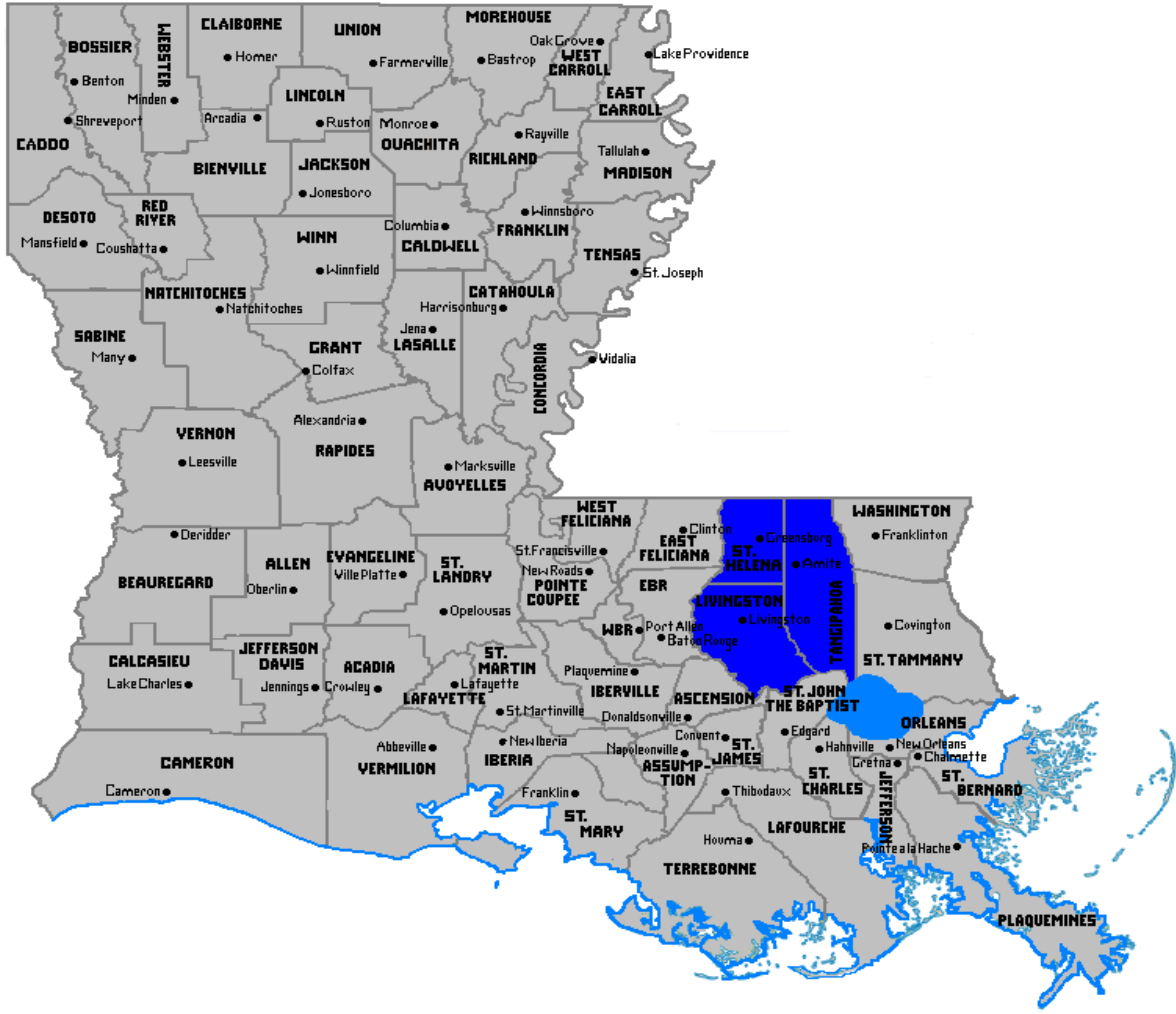 CLAIBORNE
UNION
MOREHOUSE
BOSSIER
WEBSTER
Homer
Farmerville
Bastrop
Oak Grove
WEST
CARROLL
Lake Providence
Benton
Minden
LINCOLN
EAST
CARROLL
Shreveport
Arcadia
Ruston
Monroe
OUACHITA
Rayville
RICHLAND
CADDO
BIENVILLE
JACKSON
Jonesboro
Tallulah
MADISON
DESOTO
RED
RIVER
Mansfield
Coushatta
WINN
Winnfield
Columbia
CALDWELL
Winnsboro
FRANKLIN
TENSAS
St. Joseph
NATCHITOCHES
Natchitoches
CATAHOULA
Harrisonburg
SABINE
Many
GRANT
Colfax
Jena
LASALLE
CONCORDIA
Vidalia
VERNON
Leesville
Alexandria
RAPIDES
Marksville
AVOYELLES
WEST
FELICIANA
St. Francisville
Clinton
EAST
FELICIANA
Greensburg
ST.
HELENA
Amite
WASHINGTON
Franklinton
Deridder
BEAUREGARD
ALLEN
Oberlin
EVANGELINE
Ville Platte
ST.
LANDRY
Opelousas
New Roads
POINTE
COUPEE
EBR
LIVINGSTON
Livingston
TANGIPAHOA
Covington
ST. TAMMANY
WBR
Port Allen
Baton Rouge
CALCASIEU
Lake Charles
JEFFERSON
DAVIS
Jennings
ACADIA
Crowley
LAFAYETTE
Lafayette
ST.
MARTIN
St. Martinville
Plaquemine
IBERVILLE
ASCENSION
Donaldsonville
ST. JOHN
THE BAPTIST
Edgard
ORLEANS
New Orleans
Chalmette
CAMERON
Cameron
Abbeville
VERMILION
New Iberia
IBERIA
Napoleonville
ASSUMP-
TION
Convent
ST.
JAMES
Hahnville
ST.
CHARLES
Gretna
JEFFERSON
ST.
BERNARD
Franklin
ST.
MARY
Thibodaux
LAFOURCHE
Houma
TERREBONNE
Pointe a la Hache
PLAQUEMINES